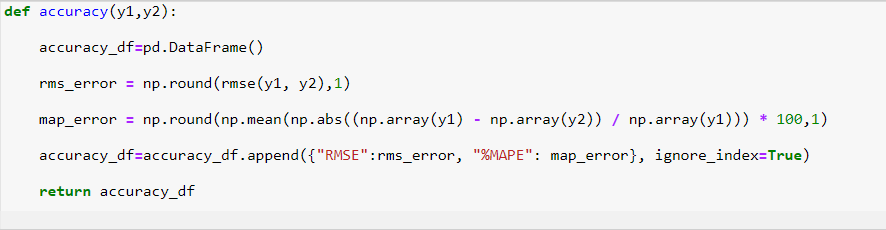 def accuracy(y1,y2):
    accuracy_df=pd.DataFrame()
    rms_error = np.round(rmse(y1, y2),1)
    map_error = np.round(np.mean(np.abs((np.array(y1) - np.array(y2)) / np.array(y1))) * 100,1)
    accuracy_df=accuracy_df.append({"RMSE":rms_error, "%MAPE": map_error}, ignore_index=True)
    return accuracy_df